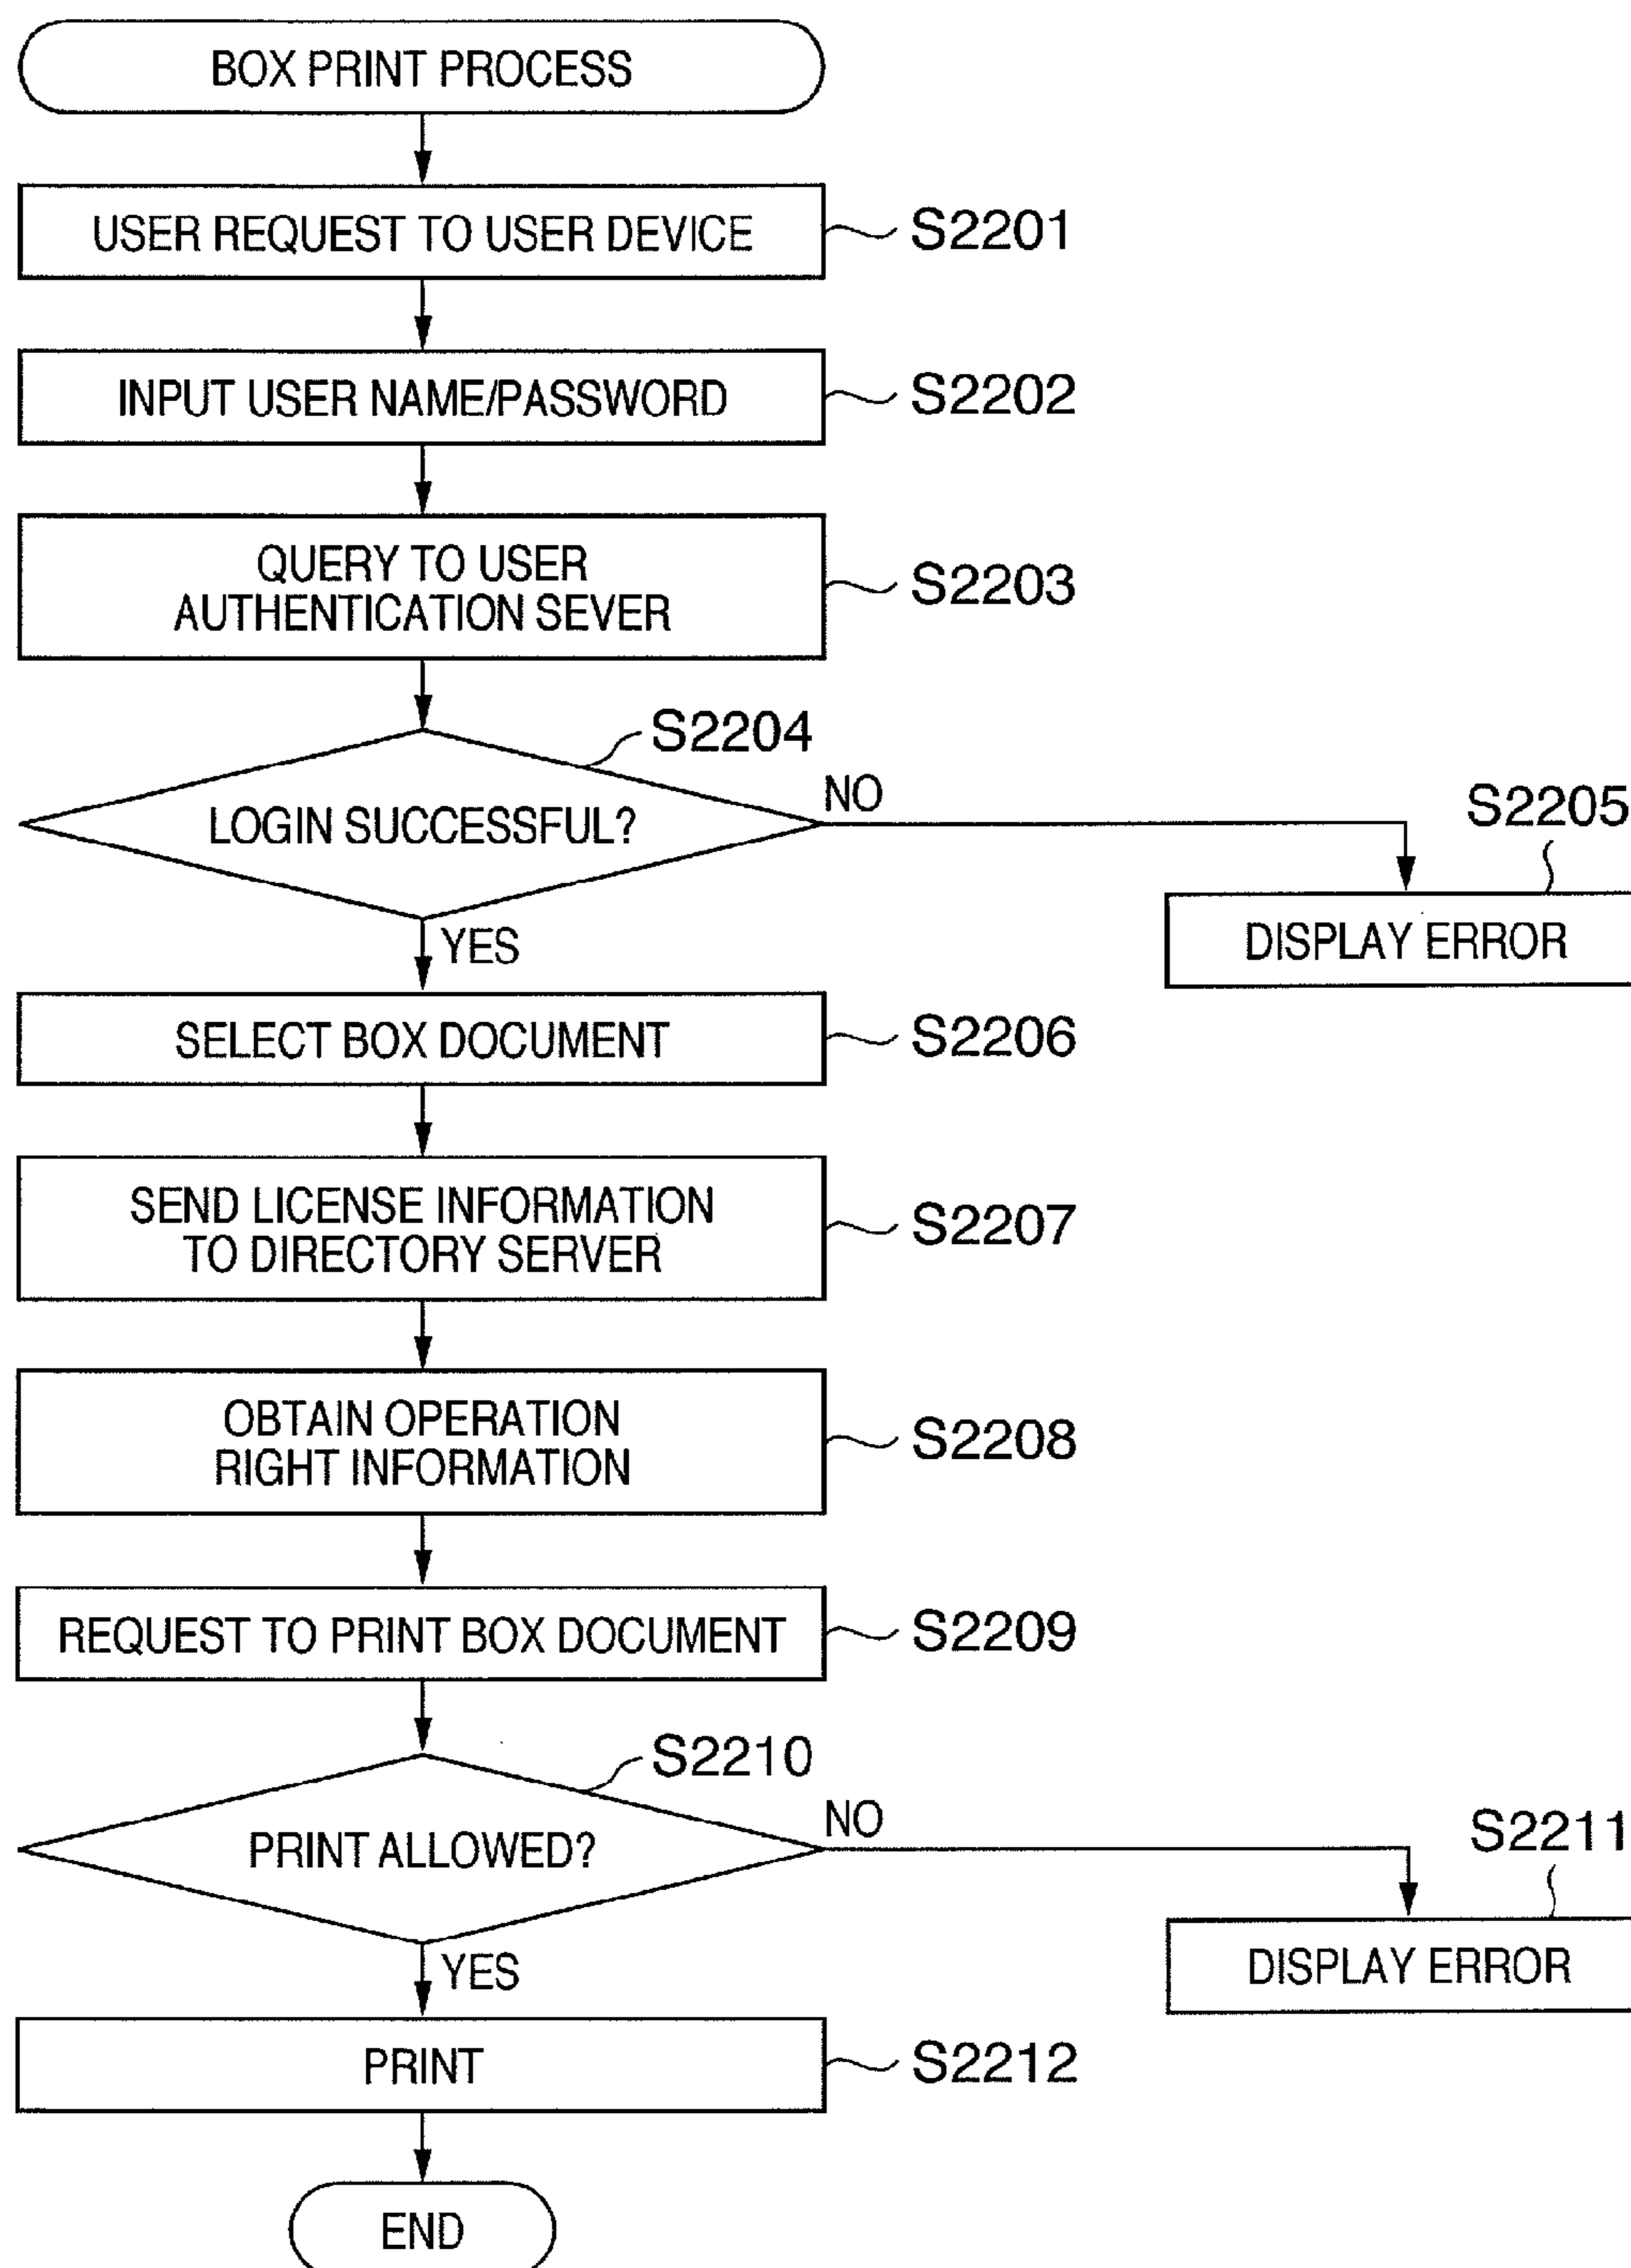 BOX PRINT PROCESS
USER REQUEST TO USER DEVICE
S2201
INPUT USER NAME/PASSWORD
S2202
QUERY TO USER
AUTHENTICATION SEVER
S2203
S2204
LOGIN SUCCESSFUL?
NO
S2205
DISPLAY ERROR
YES
SELECT BOX DOCUMENT
S2206
SEND LICENSE INFORMATION
TO DIRECTORY SERVER
S2207
OBTAIN OPERATION
RIGHT INFORMATION
S2208
REQUEST TO PRINT BOX DOCUMENT
S2209
S2210
PRINT ALLOWED?
NO
S2211
DISPLAY ERROR
YES
PRINT
S2212
END